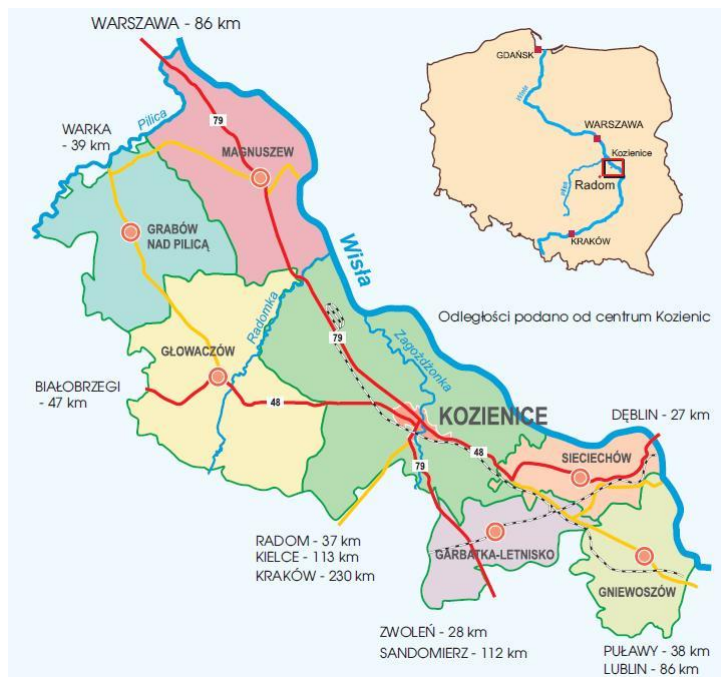 WARSZAWA - 86 km
GDAŃSK
Wisła
WARSZAWA
Kozienice
Radom
KRAKÓW
Pilica
WARKA
- 39 km
79
MAGNUSZEW
GRABÓW
NAD PILICĄ
Wisła
Radomka
Odległości podano od centrum Kozienic
79
Zagożdżonka
GŁOWACZÓW
BIAŁOBRZEGI
- 47 km
48
KOZIENICE
DĘBLIN - 27 km
48
SIECIECHÓW
79
RADOM - 37 km
KIELCE - 113 km
KRAKÓW - 230 km
GARBATKA-LETNISKO
GNIEWOSZÓW
ZWOLEŃ - 28 km
SANDOMIERZ - 112 km
PUŁAWY - 38 km
LUBLIN - 86 km